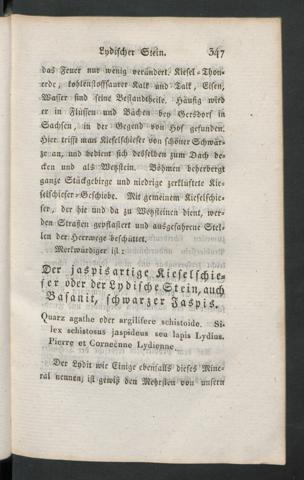 Lydischer Stein. 347
das Feuer nur wenig verändert. Kiesel-Thon-
erde, kohlenstoffsaurer Kalk und Talk, Eisen,
Wasser sind seine Bestandtheile. Häufig wird
er in Flüssen und Bächen bey Gersdorf in
Sachsen, in der Gegend von Hof gefunden.
Hier trifft man Kieselschiefer von schöner Schwär-
ze an, und bedient sich desselben zum Dach de-
cken und als Wetzstein. Böhmen beherbergt
ganze Stückgebirge und niedrige zerklüftete Kie-
selschiefer-Geschiebe. Mit gemeinem Kieselschie-
fer, der hie und da zu Wetzsteinen dient, wer-
den Straßen gepflastert und ausgefahrene Stel-
len der Heerwege beschüttet.
Merkwürdiger ist:
Der jaspisartige Kieselschie-
fer oder der Lydische Stein, auch
Basanit, schwarzer Jaspis.
Quarz agathe oder argilifere schistoide. Si-
lex schistosus jaspideus seu lapis Lydius.
Pierre et Corneènne Lydienne.
Der Lydit wie Einige ebenfalls dieses Mine-
ral nennen, ist gewiß den Mehrsten von unsern